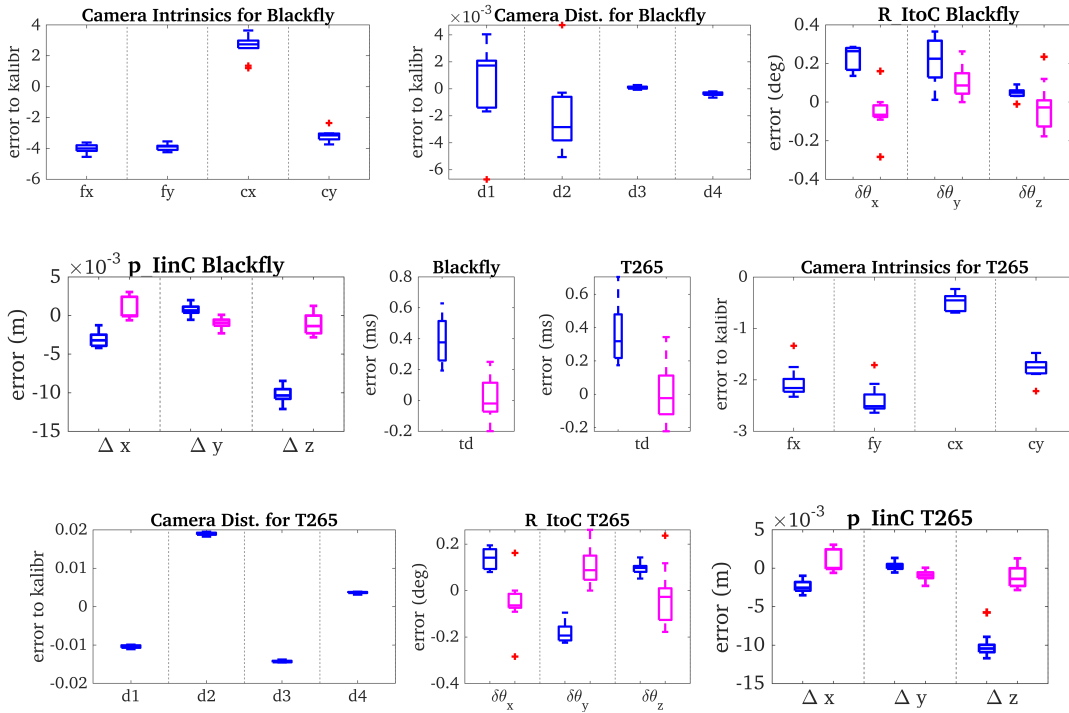 Camera Intrinsics for Blackfly
error to kalibr
4
2
0
-2
-4
-6
fx fy cx cy
Camera Dist. for Blackfly
×10⁻³
error to kalibr
4
2
0
-2
-4
-6
d1 d2 d3 d4
R_ItoC Blackfly
error (deg)
0.4
0.2
0
-0.2
-0.4
δθx δθy δθz
p_IinC Blackfly
×10⁻³
error (m)
5
0
-5
-10
-15
Δ x Δ y Δ z
Blackfly
error (ms)
0.8
0.6
0.4
0.2
0
-0.2
td
T265
error (ms)
0.6
0.4
0.2
0
-0.2
td
Camera Intrinsics for T265
error to kalibr
0
-1
-2
-3
fx fy cx cy
Camera Dist. for T265
error to kalibr
0.02
0.01
0
-0.01
-0.02
d1 d2 d3 d4
R_ItoC T265
error (deg)
0.2
0
-0.2
-0.4
δθx δθy δθz
p_IinC T265
×10⁻³
error (m)
5
0
-5
-10
-15
Δ x Δ y Δ z